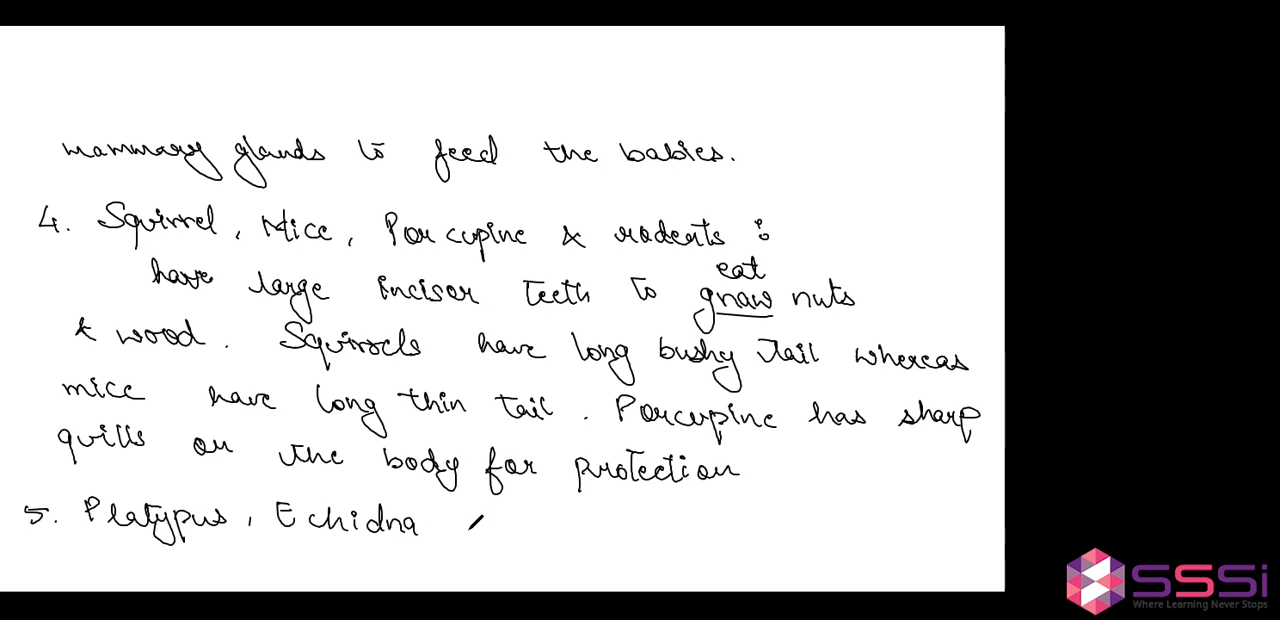 mammary glands to feed the babies.
4. Squirrel, Mice, Porcupine & rodents :
eat
have large incisor teeth to gnaw nuts
& wood. Squirrels have long bushy tail whereas
mice have long thin tail. Porcupine has sharp
quills on the body for protection
5. Platypus, Echidna
SSSi
Where Learning Never Stops